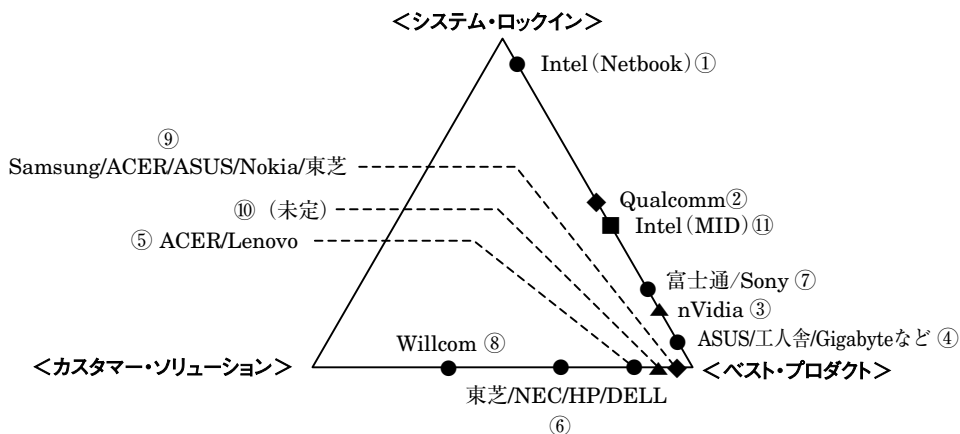 ＜システム・ロックイン＞
Intel（Netbook）①
⑨
Samsung/ACER/ASUS/Nokia/東芝
Qualcomm②
⑩（未定）
Intel（MID）⑪
⑤ ACER/Lenovo
富士通/Sony ⑦
nVidia ③
ASUS/工人舎/Gigabyteなど ④
Willcom ⑧
＜カスタマー・ソリューション＞
＜ベスト・プロダクト＞
東芝/NEC/HP/DELL
⑥